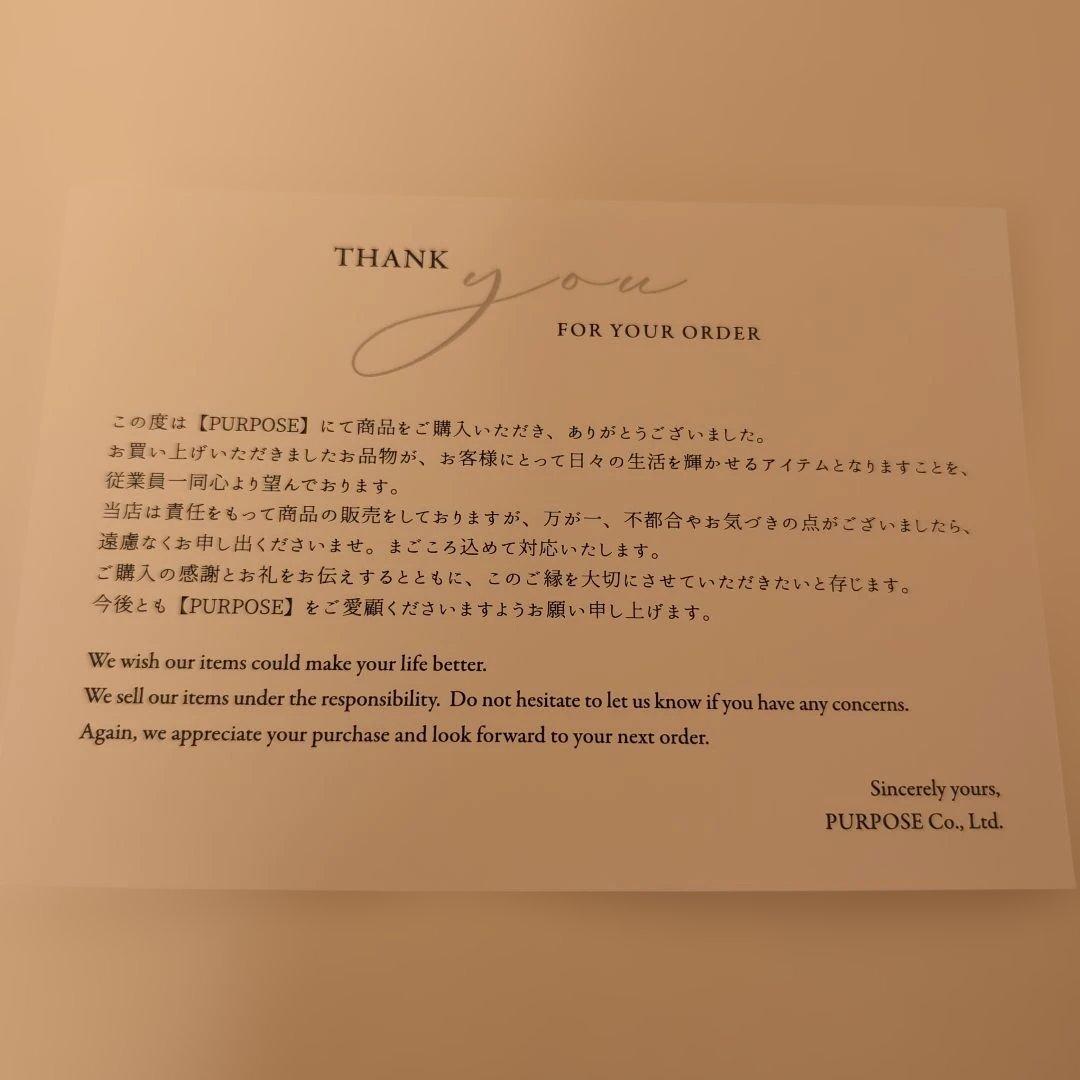 THANK you
FOR YOUR ORDER
この度は【PURPOSE】にて商品をご購入いただき、ありがとうございました。
お買い上げいただきましたお品物が、お客様にとって日々の生活を輝かせるアイテムとなりますことを、
従業員一同心より望んでおります。
当店は責任をもって商品の販売をしておりますが、万が一、不都合やお気づきの点がございましたら、
遠慮なくお申し出くださいませ。まごころ込めて対応いたします。
ご購入の感謝とお礼をお伝えするとともに、このご縁を大切にさせていただきたいと存じます。
今後とも【PURPOSE】をご愛顧くださいますようお願い申し上げます。
We wish our items could make your life better.
We sell our items under the responsibility. Do not hesitate to let us know if you have any concerns.
Again, we appreciate your purchase and look forward to your next order.
Sincerely yours,
PURPOSE Co., Ltd.